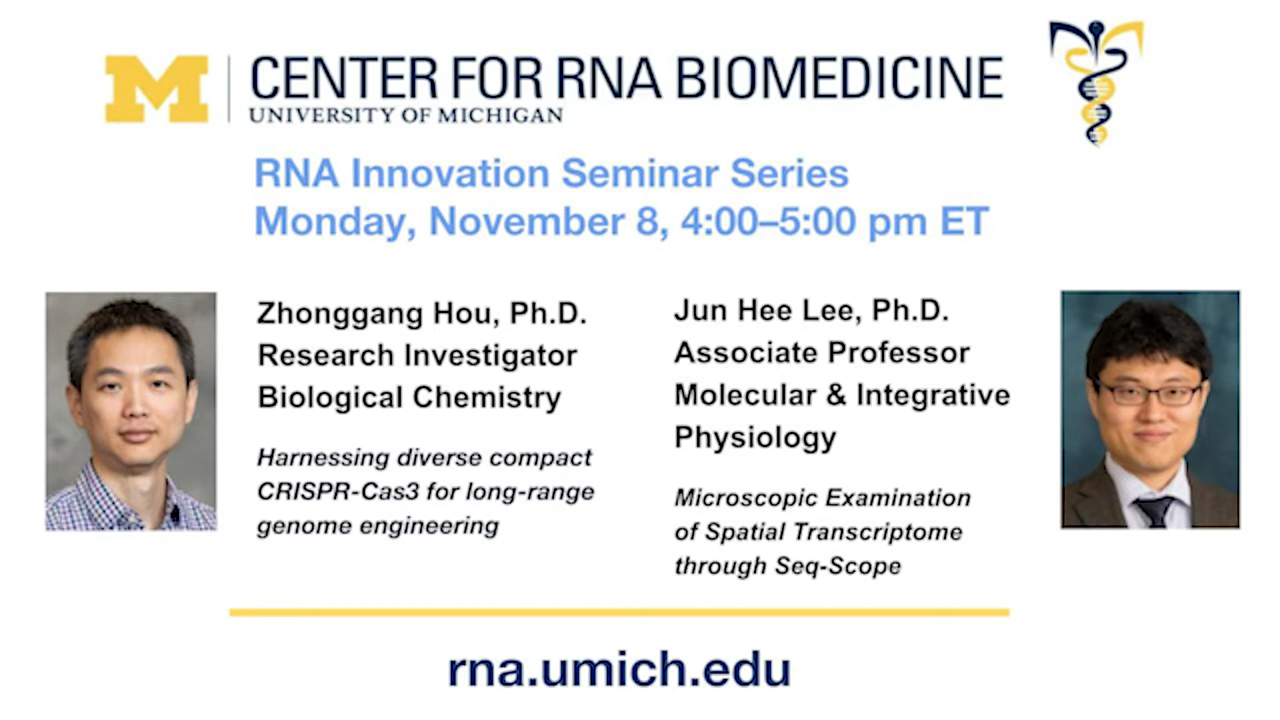 M
CENTER FOR RNA BIOMEDICINE
UNIVERSITY OF MICHIGAN
RNA Innovation Seminar Series
Monday, November 8, 4:00–5:00 pm ET
Zhonggang Hou, Ph.D.
Research Investigator
Biological Chemistry
Harnessing diverse compact
CRISPR-Cas3 for long-range
genome engineering
Jun Hee Lee, Ph.D.
Associate Professor
Molecular & Integrative
Physiology
Microscopic Examination
of Spatial Transcriptome
through Seq-Scope
rna.umich.edu